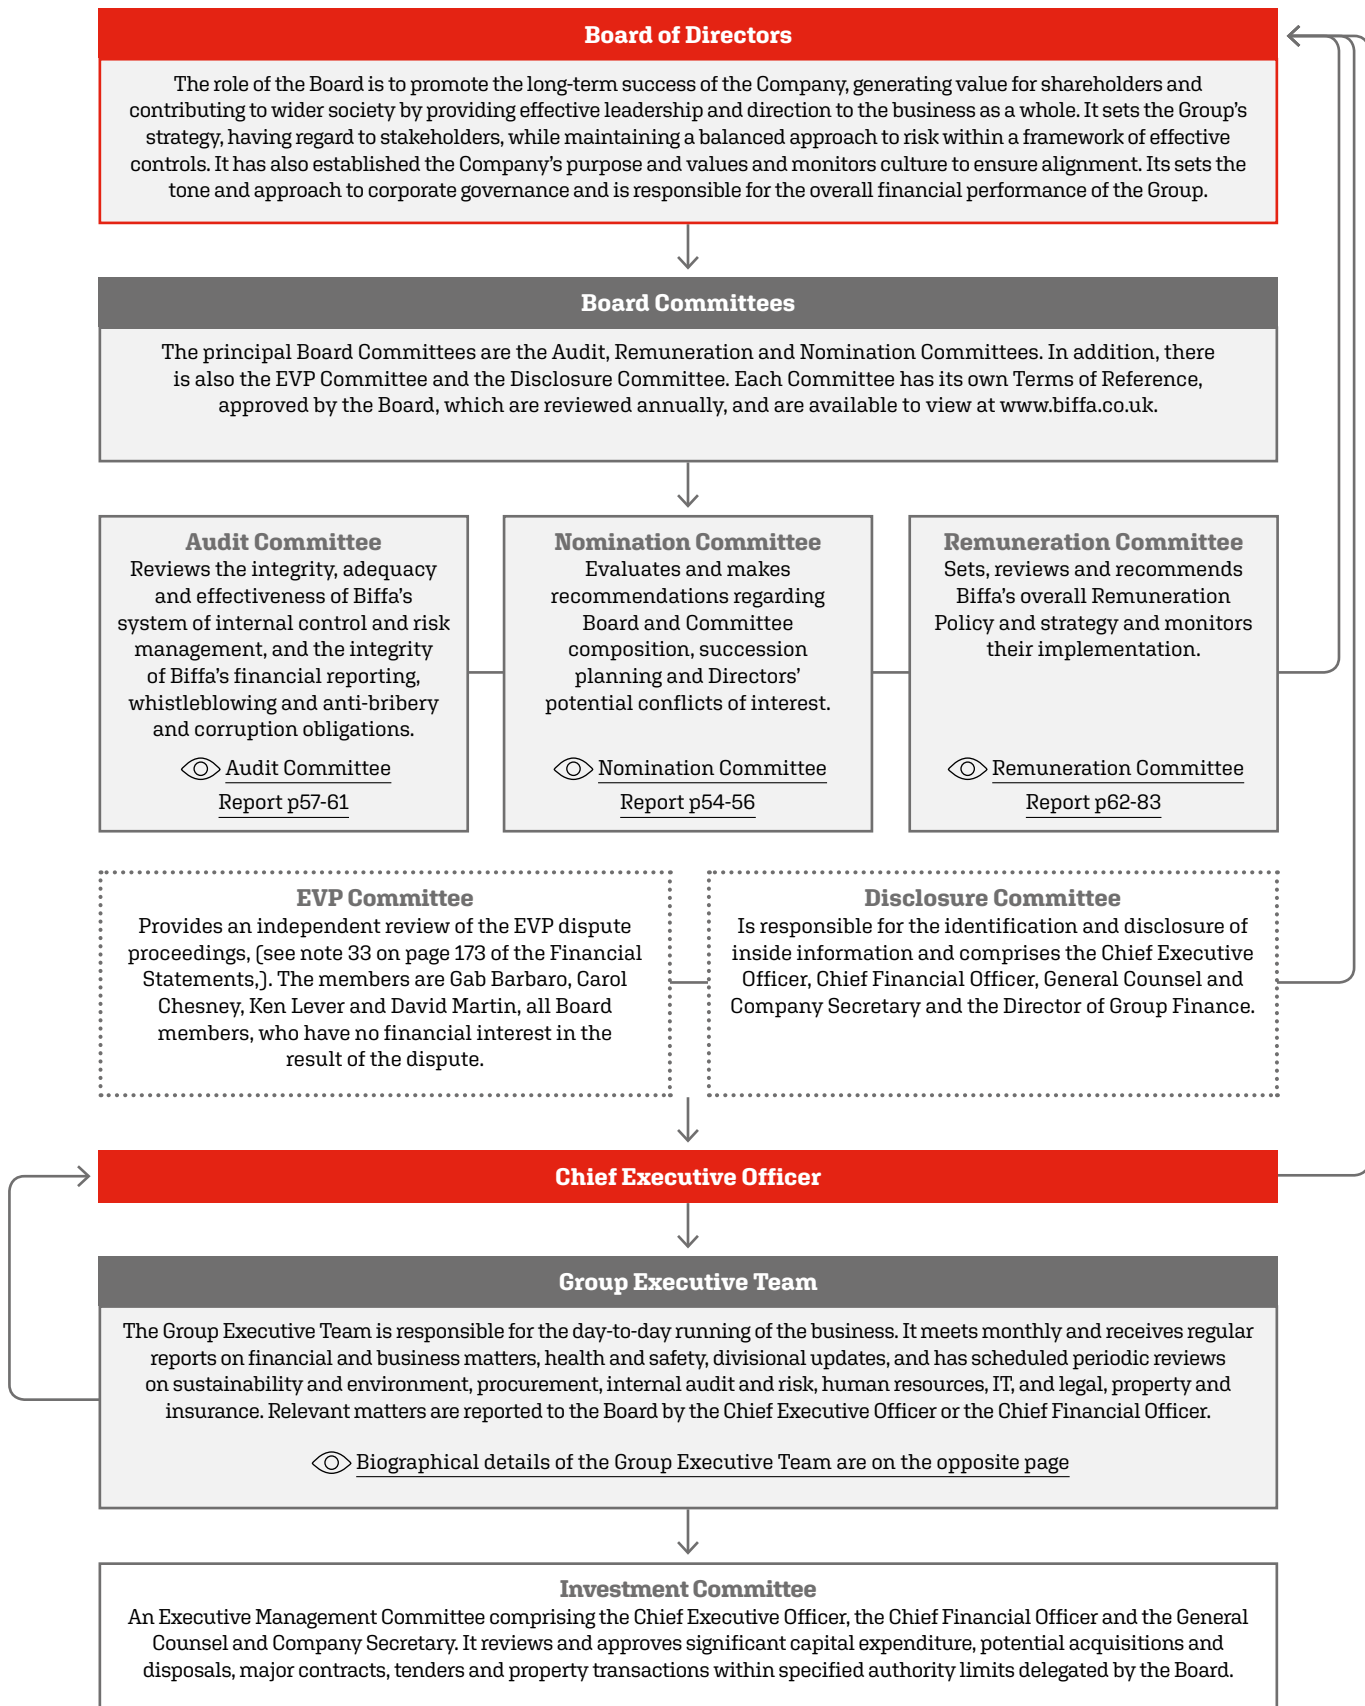 Board of Directors
The role of the Board is to promote the long-term success of the Company, generating value for shareholders and
contributing to wider society by providing effective leadership and direction to the business as a whole. It sets the Group's
strategy, having regard to stakeholders, while maintaining a balanced approach to risk within a framework of effective
controls. It has also established the Company's purpose and values and monitors culture to ensure alignment. Its sets the
tone and approach to corporate governance and is responsible for the overall financial performance of the Group.
Board Committees
The principal Board Committees are the Audit, Remuneration and Nomination Committees. In addition, there
is also the EVP Committee and the Disclosure Committee. Each Committee has its own Terms of Reference,
approved by the Board, which are reviewed annually, and are available to view at www.biffa.co.uk.
Audit Committee
Reviews the integrity, adequacy
and effectiveness of Biffa's
system of internal control and risk
management, and the integrity
of Biffa's financial reporting,
whistleblowing and anti-bribery
and corruption obligations.
Audit Committee
Report p57-61
Nomination Committee
Evaluates and makes
recommendations regarding
Board and Committee
composition, succession
planning and Directors'
potential conflicts of interest.
Nomination Committee
Report p54-56
Remuneration Committee
Sets, reviews and recommends
Biffa's overall Remuneration
Policy and strategy and monitors
their implementation.
Remuneration Committee
Report p62-83
EVP Committee
Provides an independent review of the EVP dispute
proceedings, (see note 33 on page 173 of the Financial
Statements,). The members are Gab Barbaro, Carol
Chesney, Ken Lever and David Martin, all Board
members, who have no financial interest in the
result of the dispute.
Disclosure Committee
Is responsible for the identification and disclosure of
inside information and comprises the Chief Executive
Officer, Chief Financial Officer, General Counsel and
Company Secretary and the Director of Group Finance.
Chief Executive Officer
Group Executive Team
The Group Executive Team is responsible for the day-to-day running of the business. It meets monthly and receives regular
reports on financial and business matters, health and safety, divisional updates, and has scheduled periodic reviews
on sustainability and environment, procurement, internal audit and risk, human resources, IT, and legal, property and
insurance. Relevant matters are reported to the Board by the Chief Executive Officer or the Chief Financial Officer.
Biographical details of the Group Executive Team are on the opposite page
Investment Committee
An Executive Management Committee comprising the Chief Executive Officer, the Chief Financial Officer and the General
Counsel and Company Secretary. It reviews and approves significant capital expenditure, potential acquisitions and
disposals, major contracts, tenders and property transactions within specified authority limits delegated by the Board.